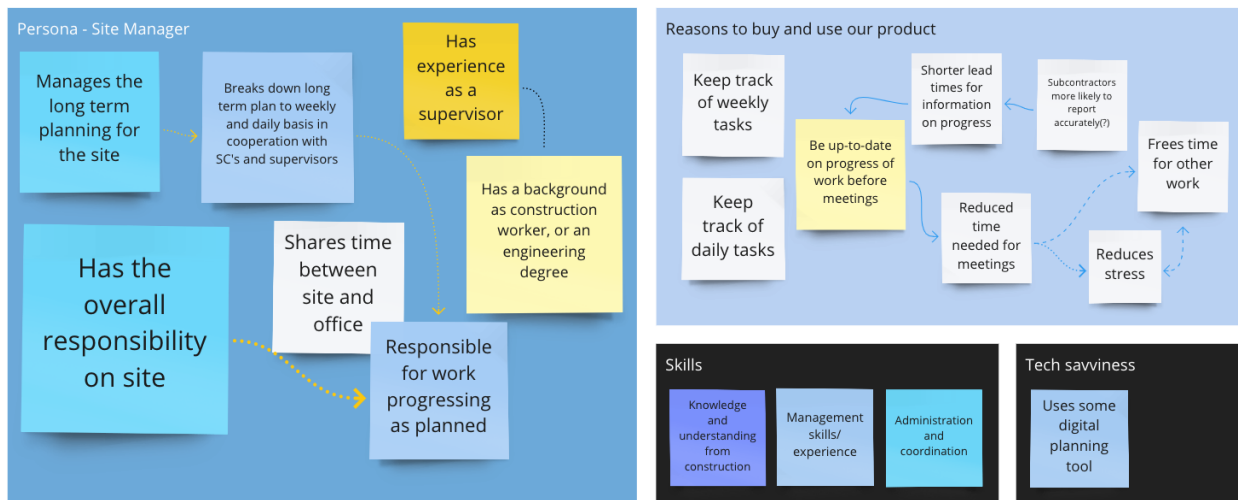 Persona - Site Manager
Manages the
long term
planning for
the site
Breaks down long
term plan to weekly
and daily basis in
cooperation with
SC's and supervisors
Has
experience
as a
supervisor
Has a background
as construction
worker, or an
engineering
degree
Has the
overall
responsibility
on site
Shares time
between
site and
office
Responsible
for work
progressing
as planned
Reasons to buy and use our product
Keep track
of weekly
tasks
Keep
track of
daily tasks
Be up-to-date
on progress of
work before
meetings
Shorter lead
times for
information
on progress
Subcontractors
more likely to
report
accurately(?)
Reduced
time
needed for
meetings
Frees time
for other
work
Reduces
stress
Skills
Knowledge
and
understanding
from
construction
Management
skills/
experience
Administration
and
coordination
Tech savviness
Uses some
digital
planning
tool